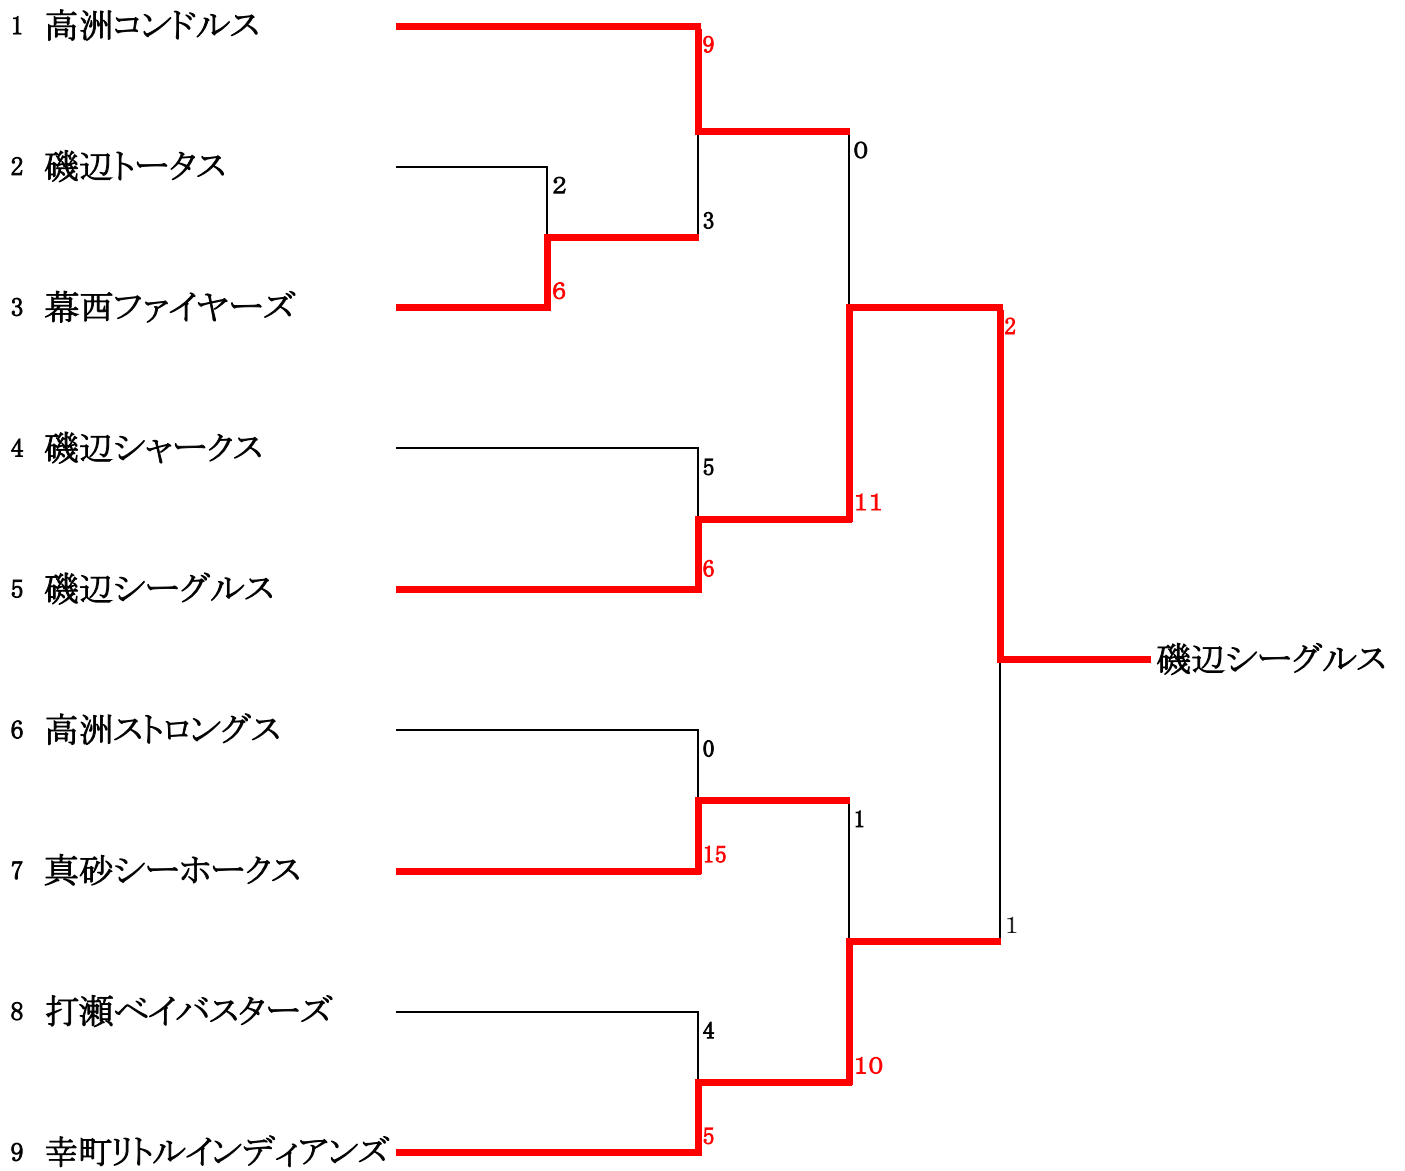 1 高洲コンドルス
9
0
2 磯辺トータス
2
3
6
3 幕西ファイヤーズ
2
4 磯辺シャークス
5
11
6
5 磯辺シーグルス
磯辺シーグルス
6 高洲ストロングス
0
1
15
7 真砂シーホークス
1
8 打瀬ベイバスターズ
4
10
5
9 幸町リトルインディアンズ